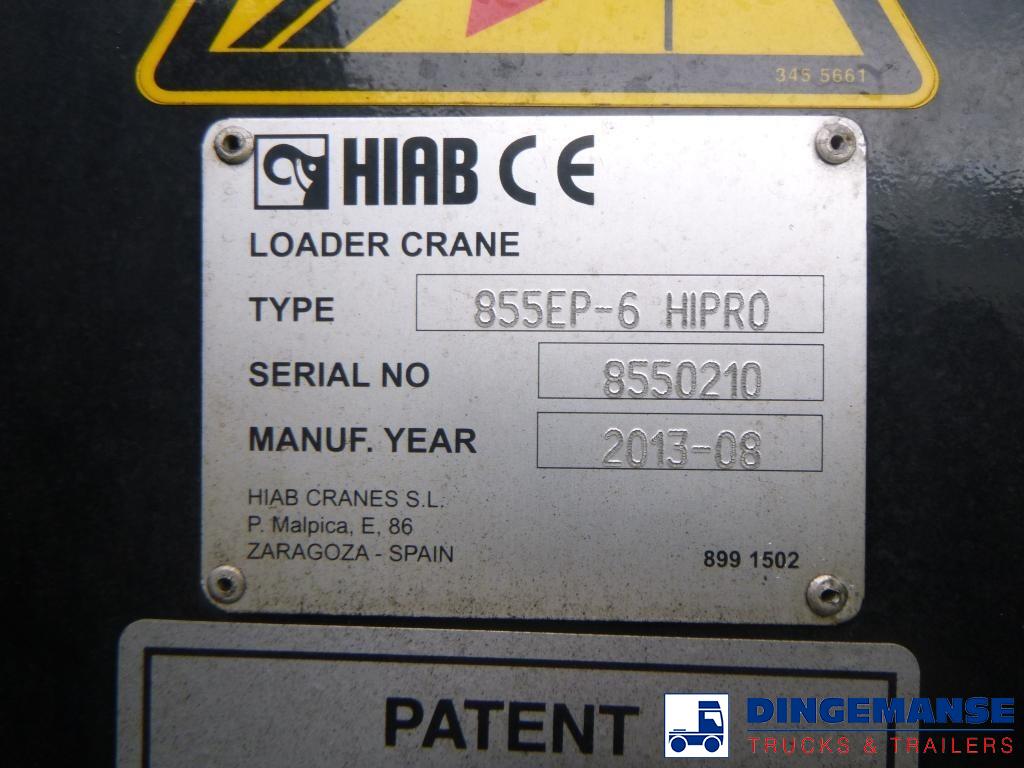 345 5661
HIAB CE
LOADER CRANE
TYPE 855EP-6 HIPRO
SERIAL NO 8550210
MANUF. YEAR 2013-08
HIAB CRANES S.L.
P. Malpica, E, 86
ZARAGOZA - SPAIN
899 1502
PATENT
DINGEMANSE
TRUCKS & TRAILERS